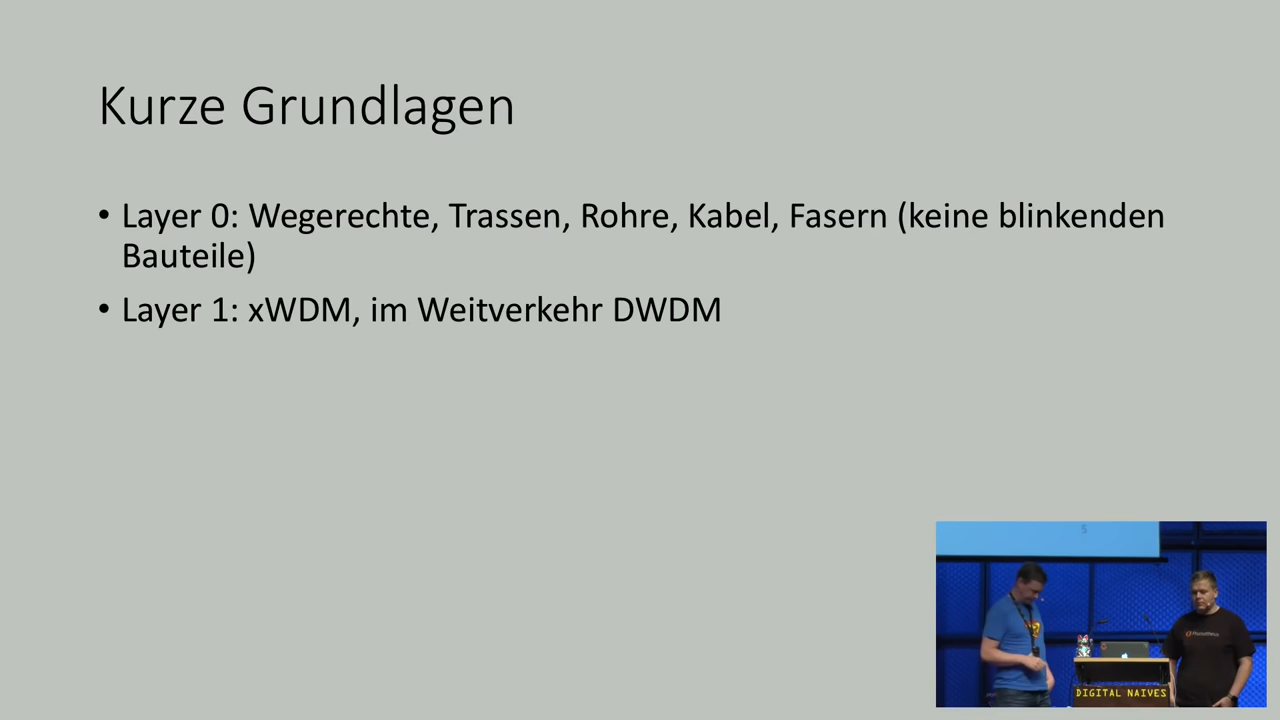 Kurze Grundlagen
• Layer 0: Wegerechte, Trassen, Rohre, Kabel, Fasern (keine blinkenden
Bauteile)
• Layer 1: xWDM, im Weitverkehr DWDM
5
DIGITAL NAIVES